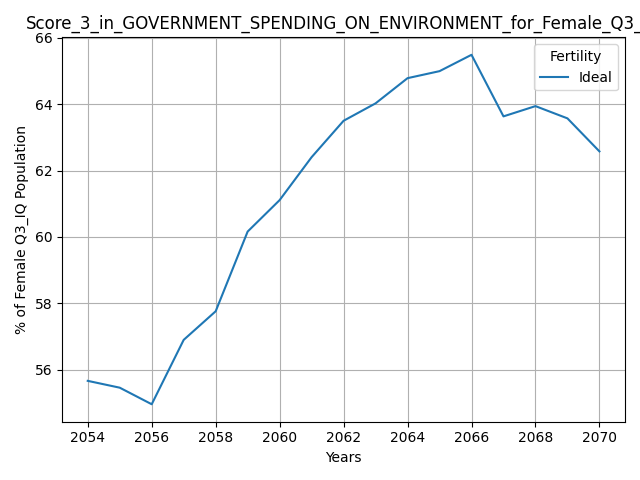 Score_3_in_GOVERNMENT_SPENDING_ON_ENVIRONMENT_for_Female_Q3_
66
64
62
60
58
56
% of Female Q3_IQ Population
Fertility
Ideal
2054 2056 2058 2060 2062 2064 2066 2068 2070
Years